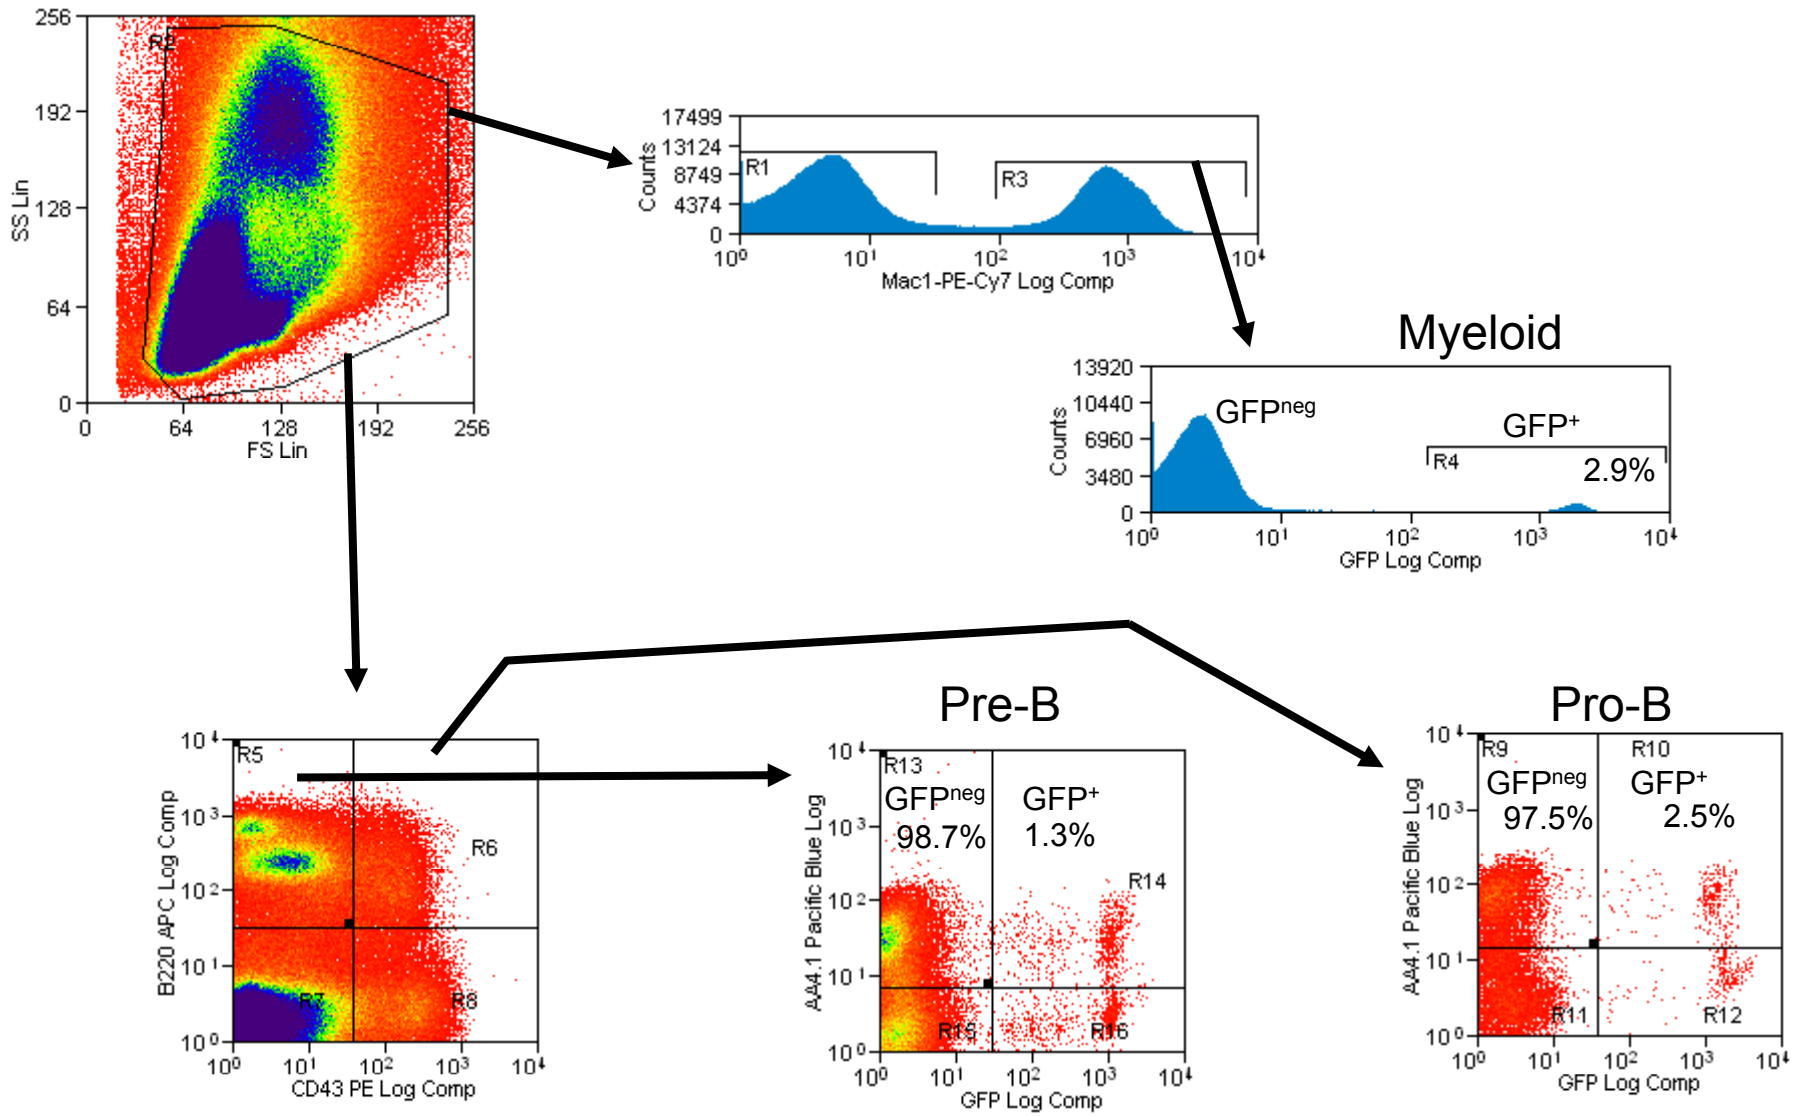 256
192
128
64
0
SS Lin
R2
0 64 128 192 256
FS Lin
17499
13124
8749
4374
0
Counts
R1
R3
10⁰ 10¹ 10² 10³ 10⁴
Mac1-PE-Cy7 Log Comp
Myeloid
13920
10440
6960
3480
0
Counts
GFPⁿᵉᵍ
GFP⁺
R4
2.9%
10⁰ 10¹ 10² 10³ 10⁴
GFP Log Comp
10⁴
10³
10²
10¹
10⁰
B220 APC Log Comp
R5
R6
R7
R8
10⁰ 10¹ 10² 10³ 10⁴
CD43 PE Log Comp
Pre-B
10⁴
10³
10²
10¹
10⁰
AA4.1 Pacific Blue Log
R13
GFPⁿᵉᵍ GFP⁺
98.7% 1.3%
R14
R15 R16
10⁰ 10¹ 10² 10³ 10⁴
GFP Log Comp
Pro-B
10⁴
10³
10²
10¹
10⁰
AA4.1 Pacific Blue Log
R9 R10
GFPⁿᵉᵍ GFP⁺
97.5% 2.5%
R11 R12
10⁰ 10¹ 10² 10³ 10⁴
GFP Log Comp